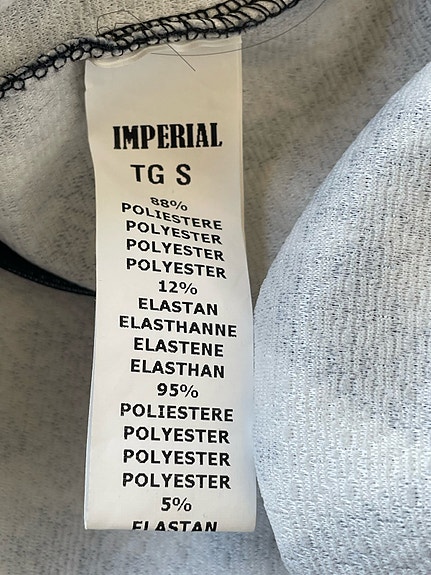 IMPERIAL
TG S
88%
POLIESTERE
POLYESTER
POLYESTER
POLYESTER
12%
ELASTAN
ELASTHANNE
ELASTENE
ELASTHAN
95%
POLIESTERE
POLYESTER
POLYESTER
POLYESTER
5%
ELASTAN